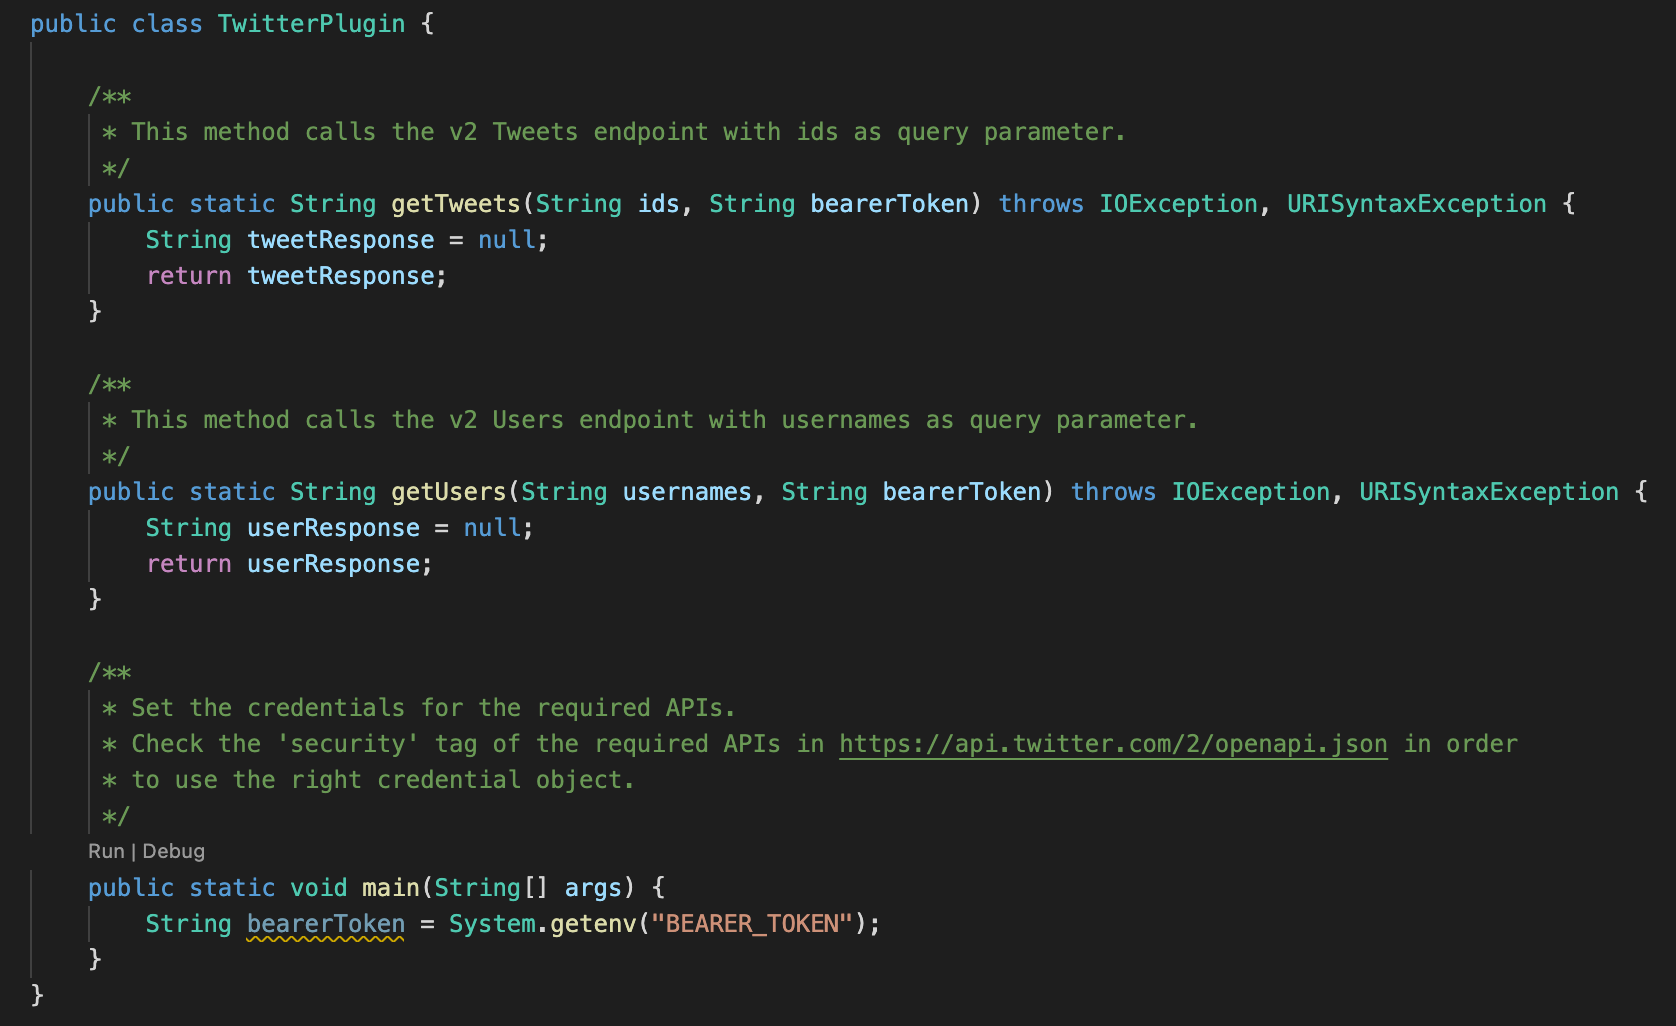 public class TwitterPlugin {
/**
* This method calls the v2 Tweets endpoint with ids as query parameter.
*/
public static String getTweets(String ids, String bearerToken) throws IOException, URISyntaxException {
String tweetResponse = null;
return tweetResponse;
}
/**
* This method calls the v2 Users endpoint with usernames as query parameter.
*/
public static String getUsers(String usernames, String bearerToken) throws IOException, URISyntaxException {
String userResponse = null;
return userResponse;
}
/**
* Set the credentials for the required APIs.
* Check the 'security' tag of the required APIs in https://api.twitter.com/2/openapi.json in order
* to use the right credential object.
*/
Run | Debug
public static void main(String[] args) {
String bearerToken = System.getenv("BEARER_TOKEN");
}
}